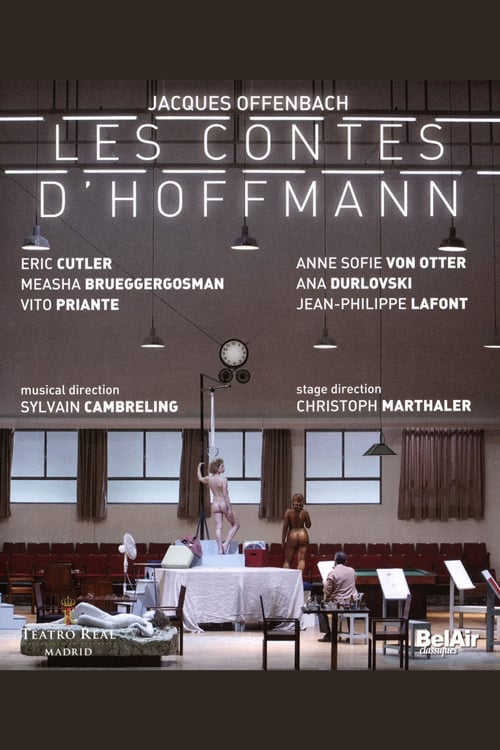 JACQUES OFFENBACH
LES CONTES
D'HOFFMANN
ERIC CUTLER
MEASHA BRUEGGERGOSMAN
VITO PRIANTE
ANNE SOFIE VON OTTER
ANA DURLOVSKI
JEAN-PHILIPPE LAFONT
musical direction
SYLVAIN CAMBRELING
stage direction
CHRISTOPH MARTHALER
TEATRO REAL
MADRID
BelAir
classiques